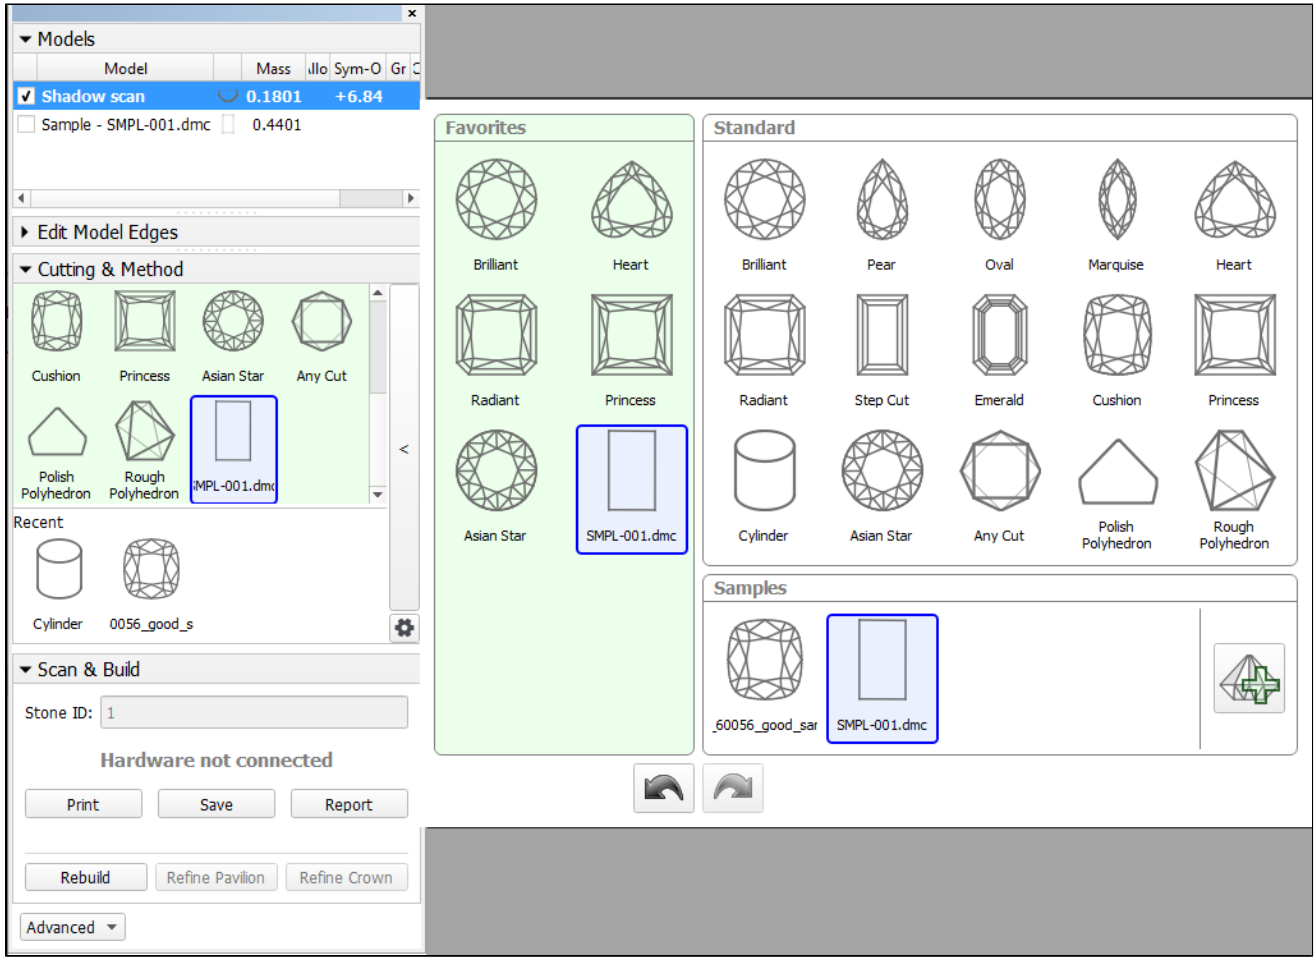 ×
Models
Model Mass Sym-O Gr
Shadow scan 0.1801 +6.84
Sample - SMPL-001.dmc 0.4401
Edit Model Edges
Cutting & Method
Cushion Princess Asian Star Any Cut
Polish Polyhedron
Rough Polyhedron
MPL-001.dmc
<
Recent
Cylinder 0056_good_s
Scan & Build
Stone ID: 1
Hardware not connected
Print Save Report
Rebuild Refine Pavilion Refine Crown
Advanced
Favorites
Brilliant Heart
Radiant Princess
Asian Star SMPL-001.dmc
Standard
Brilliant Pear Oval Marquise Heart
Radiant Step Cut Emerald Cushion Princess
Cylinder Asian Star Any Cut Polish Polyhedron Rough Polyhedron
Samples
_60056_good_sar SMPL-001.dmc